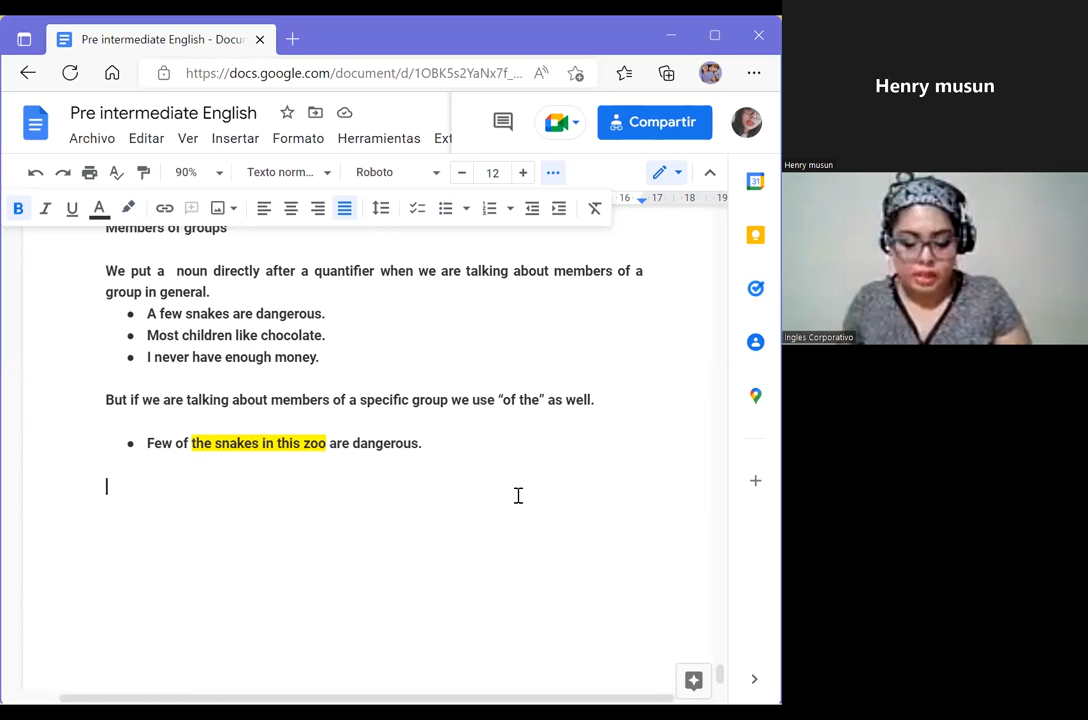 Pre intermediate English - Docu
https://docs.google.com/document/d/1OBK5s2YaNx7f_...
Pre intermediate English
Archivo Editar Ver Insertar Formato Herramientas Ext
Compartir
90% Texto norm... Roboto 12
16 17 18 19
Members of groups
We put a noun directly after a quantifier when we are talking about members of a
group in general.
● A few snakes are dangerous.
● Most children like chocolate.
● I never have enough money.
But if we are talking about members of a specific group we use “of the” as well.
● Few of the snakes in this zoo are dangerous.
Henry musun
Henry musun
Ingles Corporativo